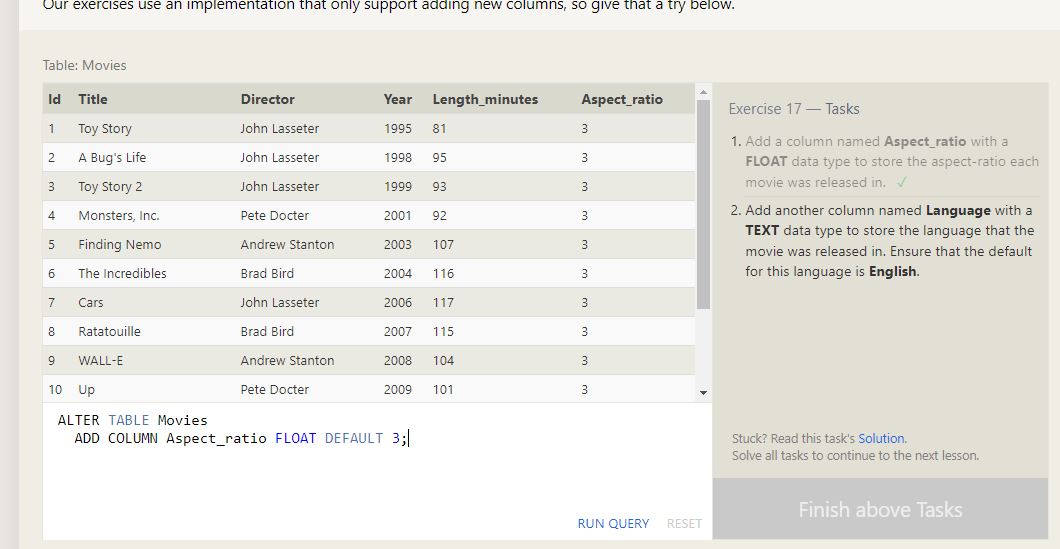 Our exercises use an implementation that only support adding new columns, so give that a try below.
Table: Movies
Id Title Director Year Length_minutes Aspect_ratio
1 Toy Story John Lasseter 1995 81 3
2 A Bug's Life John Lasseter 1998 95 3
3 Toy Story 2 John Lasseter 1999 93 3
4 Monsters, Inc. Pete Docter 2001 92 3
5 Finding Nemo Andrew Stanton 2003 107 3
6 The Incredibles Brad Bird 2004 116 3
7 Cars John Lasseter 2006 117 3
8 Ratatouille Brad Bird 2007 115 3
9 WALL-E Andrew Stanton 2008 104 3
10 Up Pete Docter 2009 101 3
ALTER TABLE Movies
ADD COLUMN Aspect_ratio FLOAT DEFAULT 3;
RUN QUERY RESET
Exercise 17 — Tasks
1. Add a column named Aspect_ratio with a
FLOAT data type to store the aspect-ratio each
movie was released in. ✓
2. Add another column named Language with a
TEXT data type to store the language that the
movie was released in. Ensure that the default
for this language is English.
Stuck? Read this task's Solution.
Solve all tasks to continue to the next lesson.
Finish above Tasks